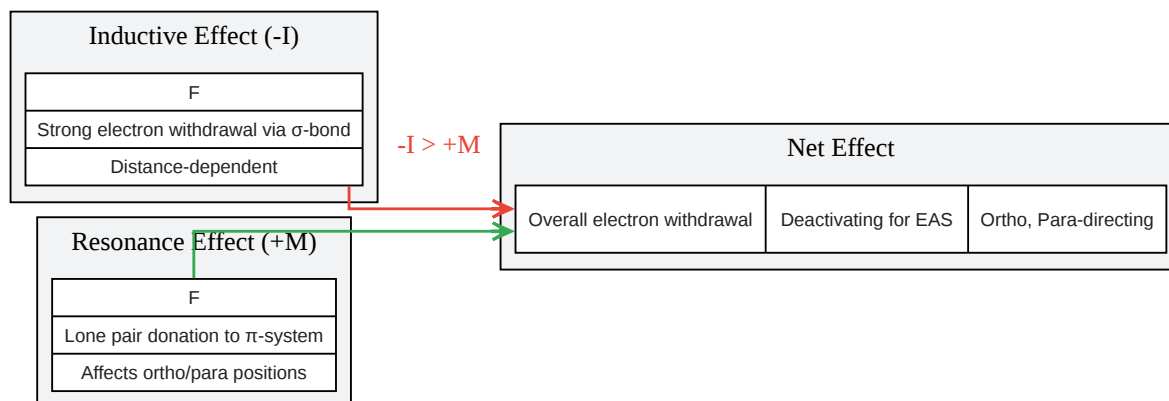 Inductive Effect (-I)
F
Strong electron withdrawal via σ-bond
Distance-dependent
-I > +M
Net Effect
Overall electron withdrawal
Deactivating for EAS
Ortho, Para-directing
Resonance Effect (+M)
F
Lone pair donation to π-system
Affects ortho/para positions